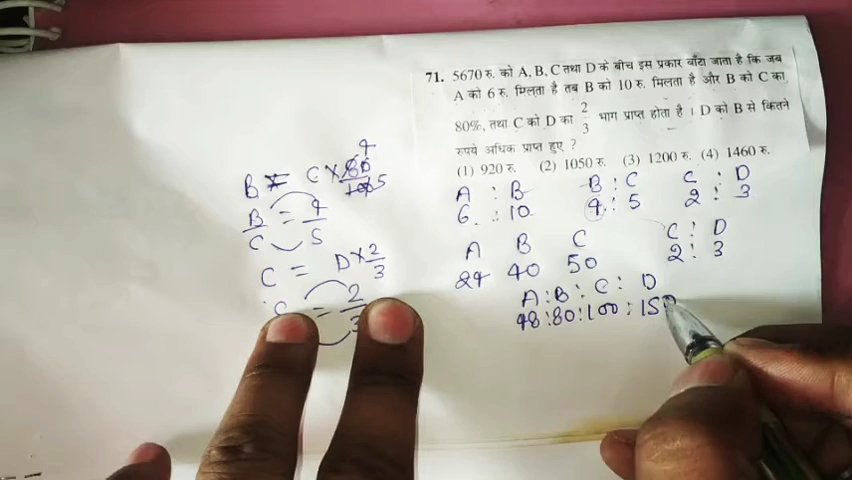 71. 5670 रु. को A, B, C तथा D के बीच इस प्रकार बाँटा जाता है कि जब
A को 6 रु. मिलता है तब B को 10 रु. मिलता है और B को C का
80%, तथा C को D का 2/3 भाग प्राप्त होता है । D को B से कितने
रुपये अधिक प्राप्त हुए ?
(1) 920 रु. (2) 1050 रु. (3) 1200 रु. (4) 1460 रु.
A : B B : C C : D
6 : 10 4 : 5 2 : 3
A B C C : D
24 40 50 2 : 3
A : B : C : D
48 : 80 : 100 : 150
B = C × 80/100 4 5
B/C = 4/5
C = D × 2/3
C = 2/3